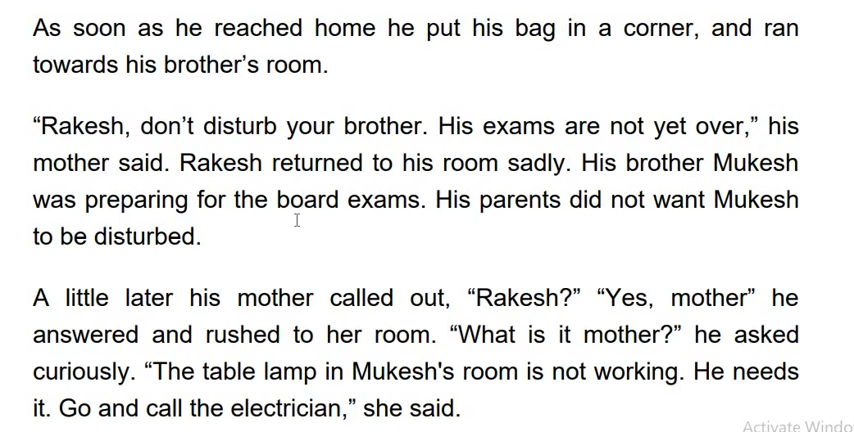 As soon as he reached home he put his bag in a corner, and ran
towards his brother’s room.
“Rakesh, don’t disturb your brother. His exams are not yet over,” his
mother said. Rakesh returned to his room sadly. His brother Mukesh
was preparing for the board exams. His parents did not want Mukesh
to be disturbed.
A little later his mother called out, “Rakesh?” “Yes, mother” he
answered and rushed to her room. “What is it mother?” he asked
curiously. “The table lamp in Mukesh's room is not working. He needs
it. Go and call the electrician,” she said.
Activate Windo